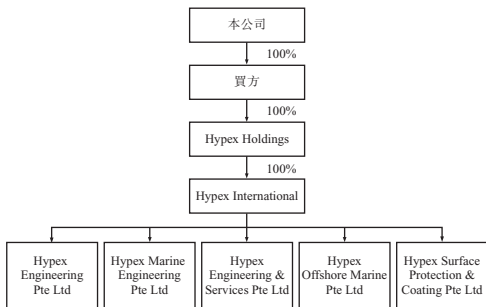 本公司
100%
買方
100%
Hypex Holdings
100%
Hypex International
Hypex
Engineering
Pte Ltd
Hypex Marine
Engineering
Pte Ltd
Hypex
Engineering &
Services Pte Ltd
Hypex
Offshore Marine
Pte Ltd
Hypex Surface
Protection &
Coating Pte Ltd